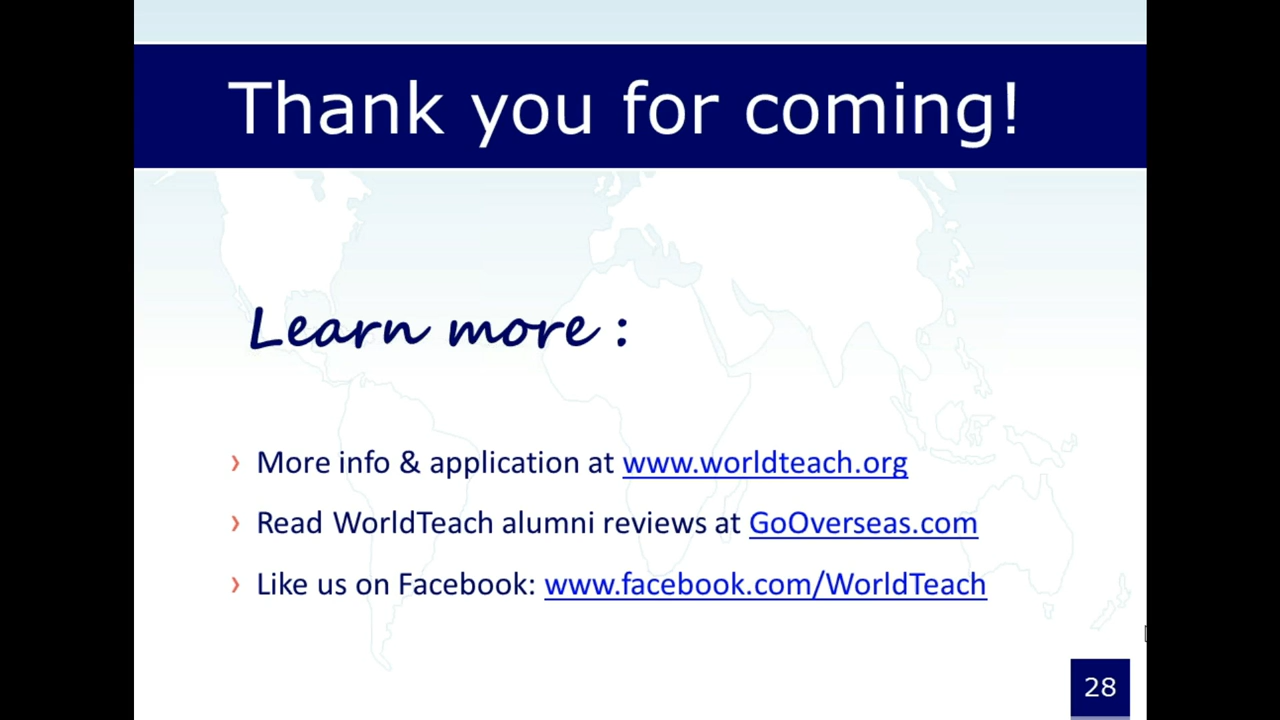 Thank you for coming!
Learn more :
› More info & application at www.worldteach.org
› Read WorldTeach alumni reviews at GoOverseas.com
› Like us on Facebook: www.facebook.com/WorldTeach
28